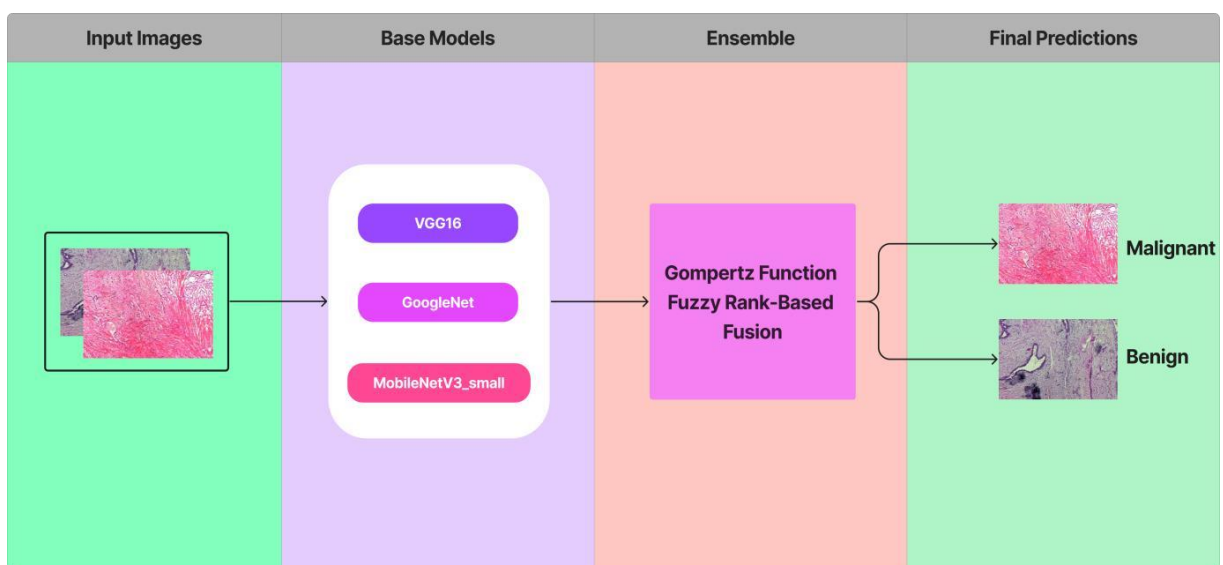 Input Images
Base Models
Ensemble
Final Predictions
VGG16
GoogleNet
MobileNetV3_small
Gompertz Function
Fuzzy Rank-Based
Fusion
Malignant
Benign